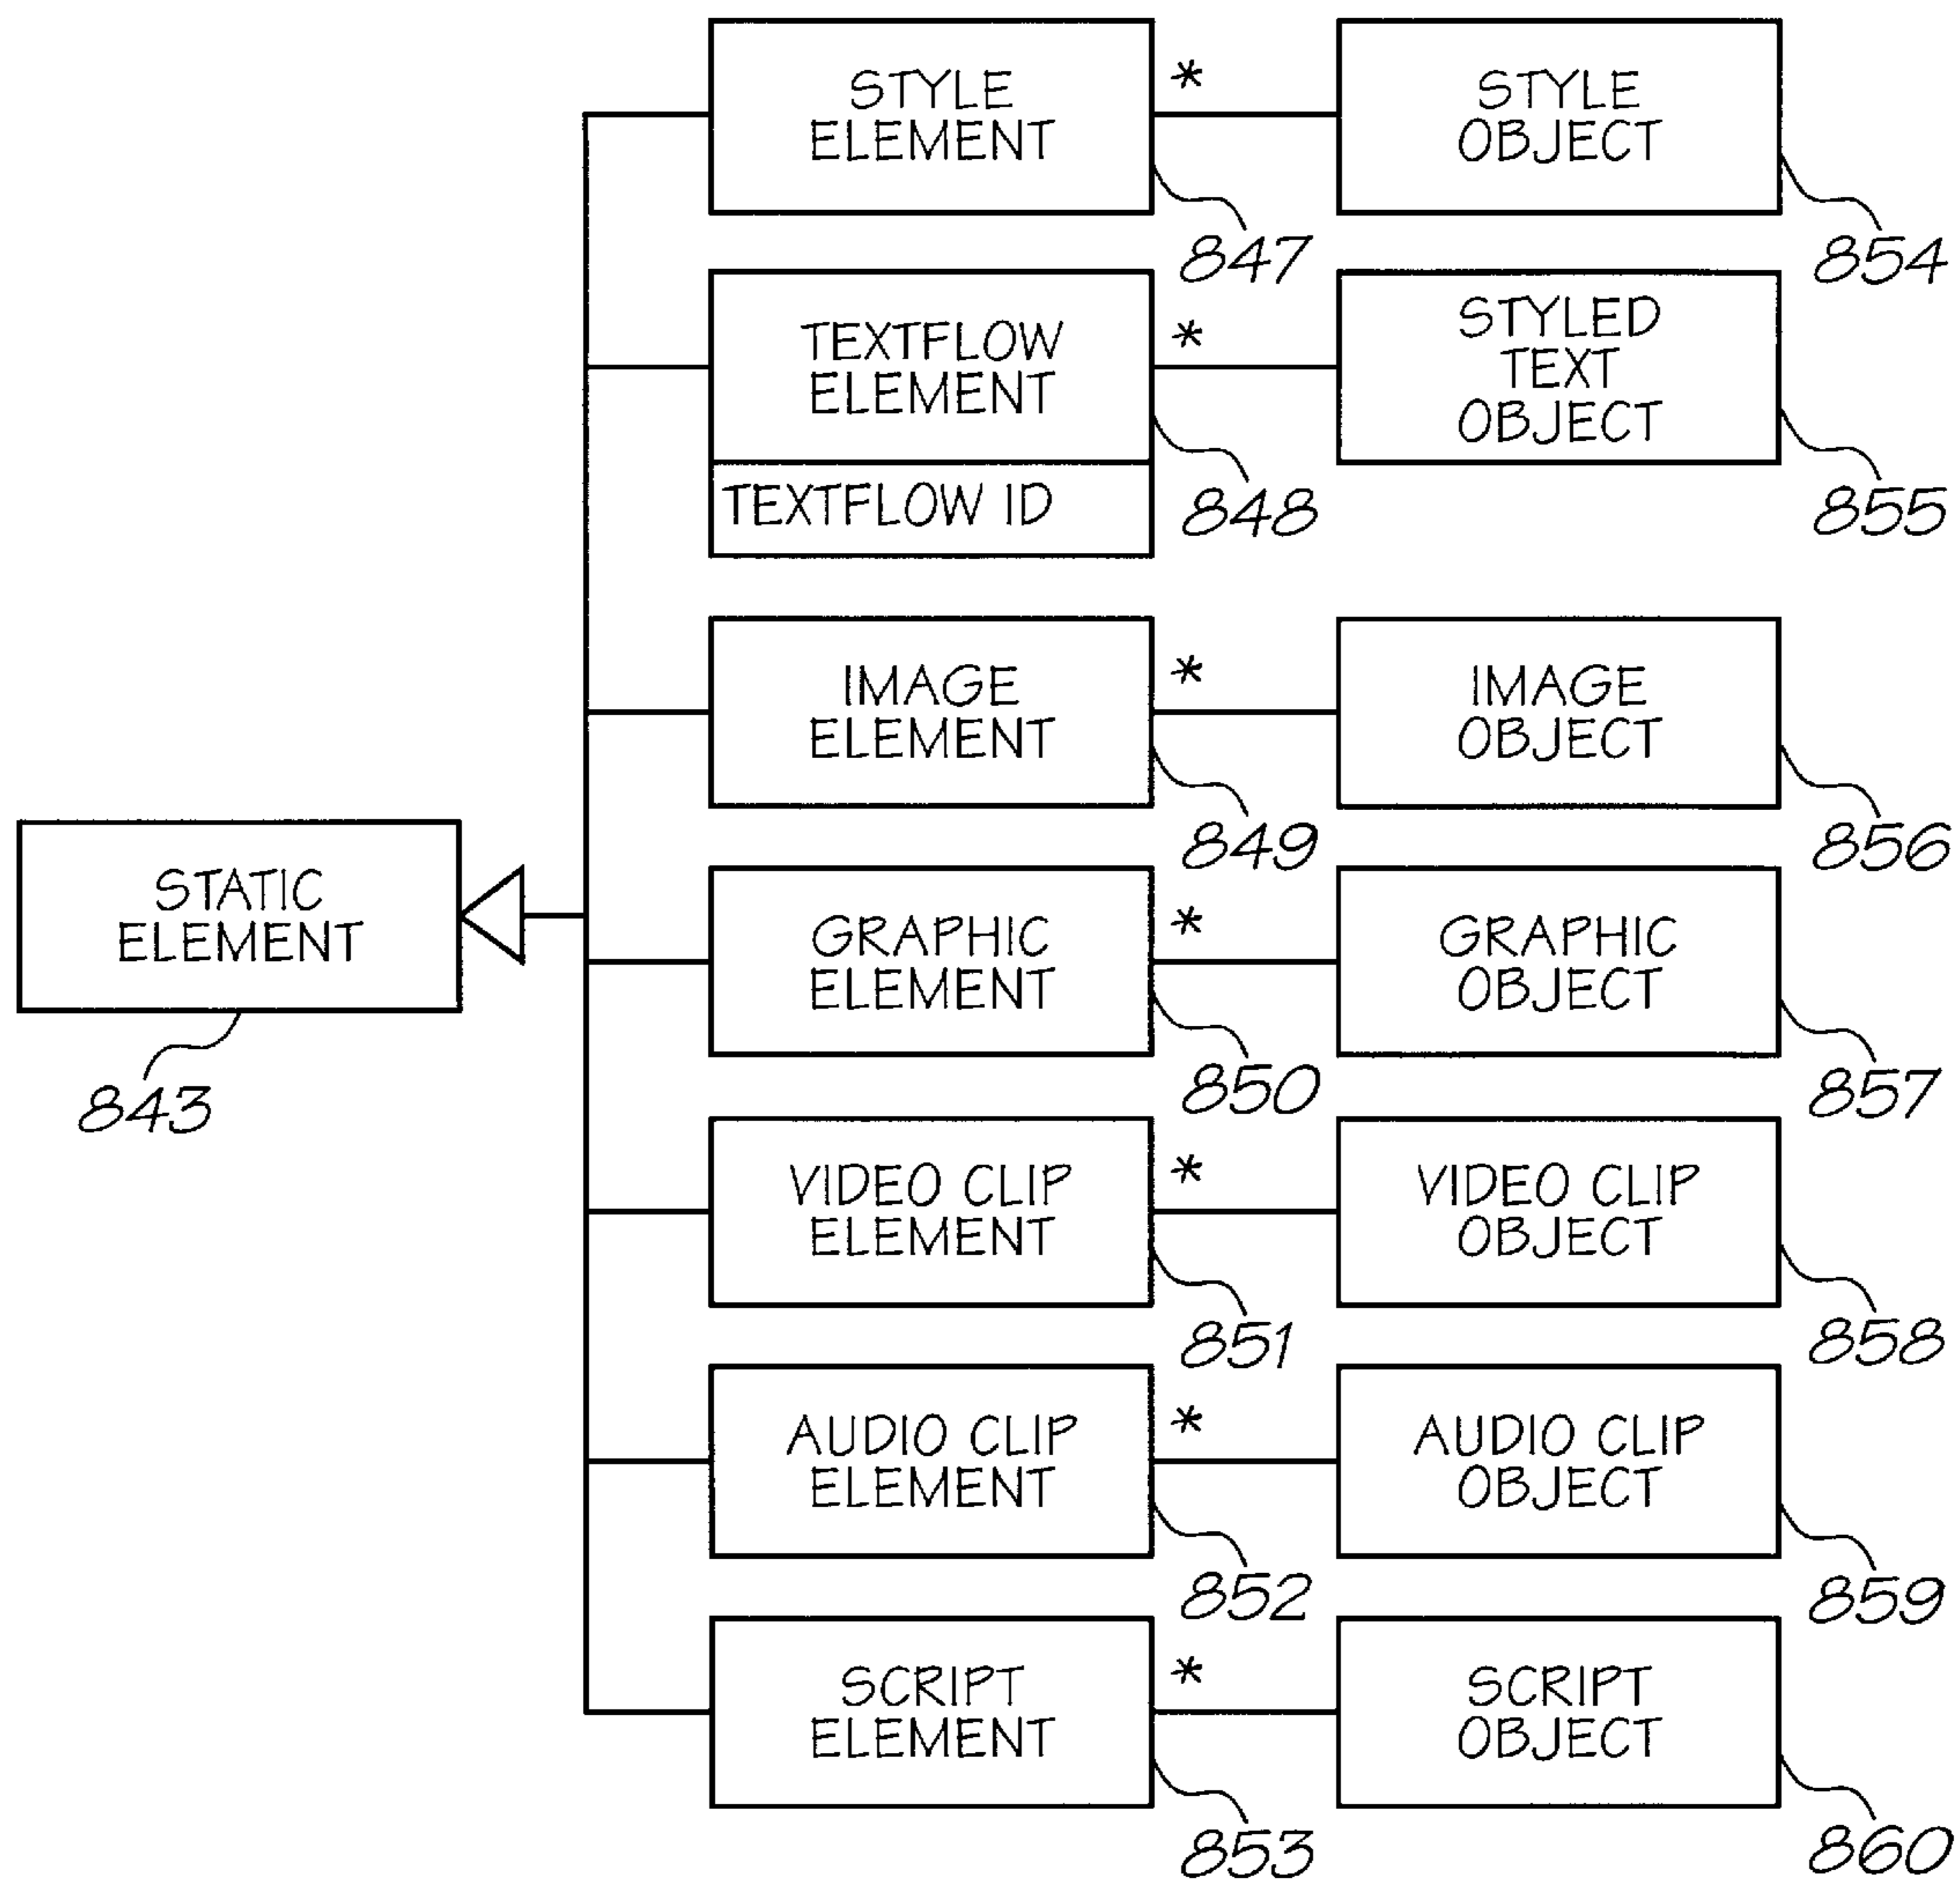 STYLE
ELEMENT
*
STYLE
OBJECT
847
854
TEXTFLOW
ELEMENT
*
STYLED
TEXT
OBJECT
TEXTFLOW ID
848
855
IMAGE
ELEMENT
*
IMAGE
OBJECT
849
856
STATIC
ELEMENT
843
GRAPHIC
ELEMENT
*
GRAPHIC
OBJECT
850
857
VIDEO CLIP
ELEMENT
*
VIDEO CLIP
OBJECT
851
858
AUDIO CLIP
ELEMENT
*
AUDIO CLIP
OBJECT
852
859
SCRIPT
ELEMENT
*
SCRIPT
OBJECT
853
860